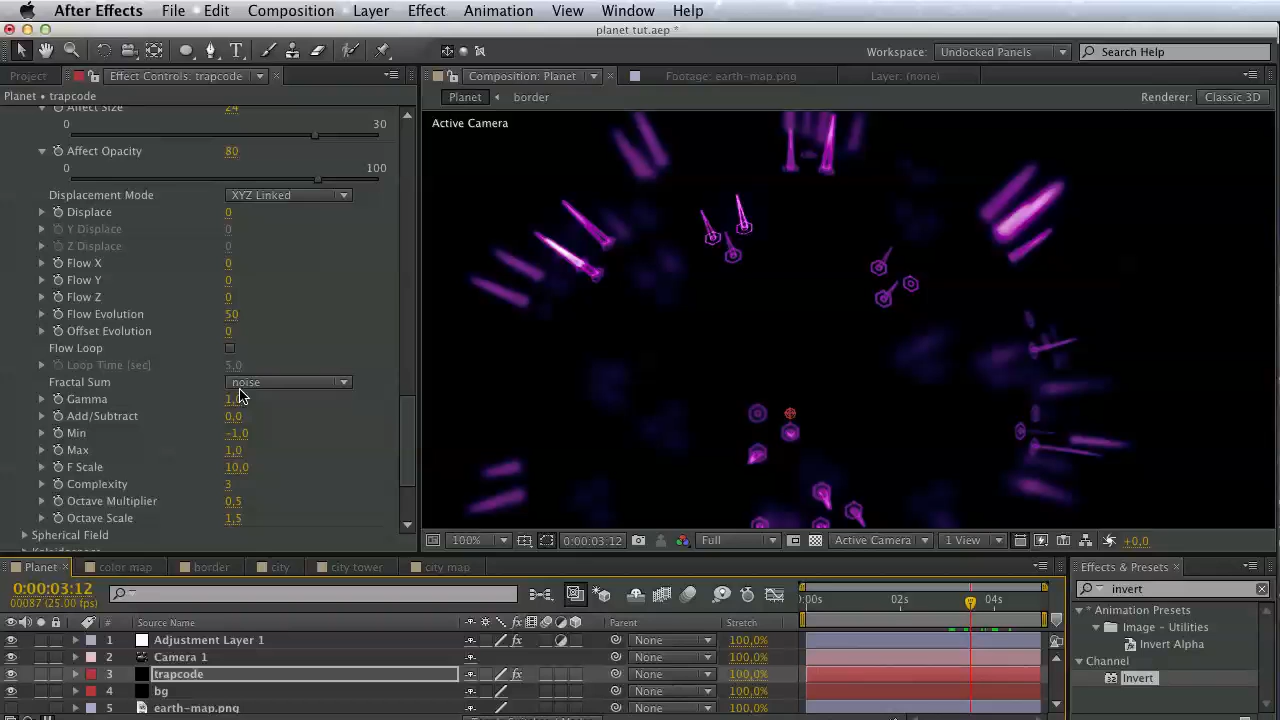 After Effects File Edit Composition Layer Effect Animation View Window Help
planet tut.aep *
Workspace: Undocked Panels Search Help
Project Effect Controls: trapcode Composition: Planet Footage: earth-map.png Layer: (none)
Planet • trapcode
Planet border Renderer: Classic 3D
Active Camera
Affect Size 24
0 30
Affect Opacity 80
0 100
Displacement Mode XYZ Linked
Displace 0
Y Displace 0
Z Displace 0
Flow X 0
Flow Y 0
Flow Z 0
Flow Evolution 50
Offset Evolution 0
Flow Loop
Loop Time [sec] 5,0
Fractal Sum noise
Gamma 1,0
Add/Subtract 0,0
Min -1,0
Max 1,0
F Scale 10,0
Complexity 3
Octave Multiplier 0,5
Octave Scale 1,5
Spherical Field
Kaleidospace
100% 0:00:03:12 Full Active Camera 1 View +0,0
Planet color map border city city tower city map Effects & Presets
0:00:03:12
00087 (25.00 fps)
invert
:00s 02s 04s
# Source Name Parent Stretch
* Animation Presets
Image - Utilities
Invert Alpha
Channel
Invert
1 Adjustment Layer 1 None 100,0%
2 Camera 1 None 100,0%
3 trapcode None 100,0%
4 bg None 100,0%
5 earth-map.png None 100,0%